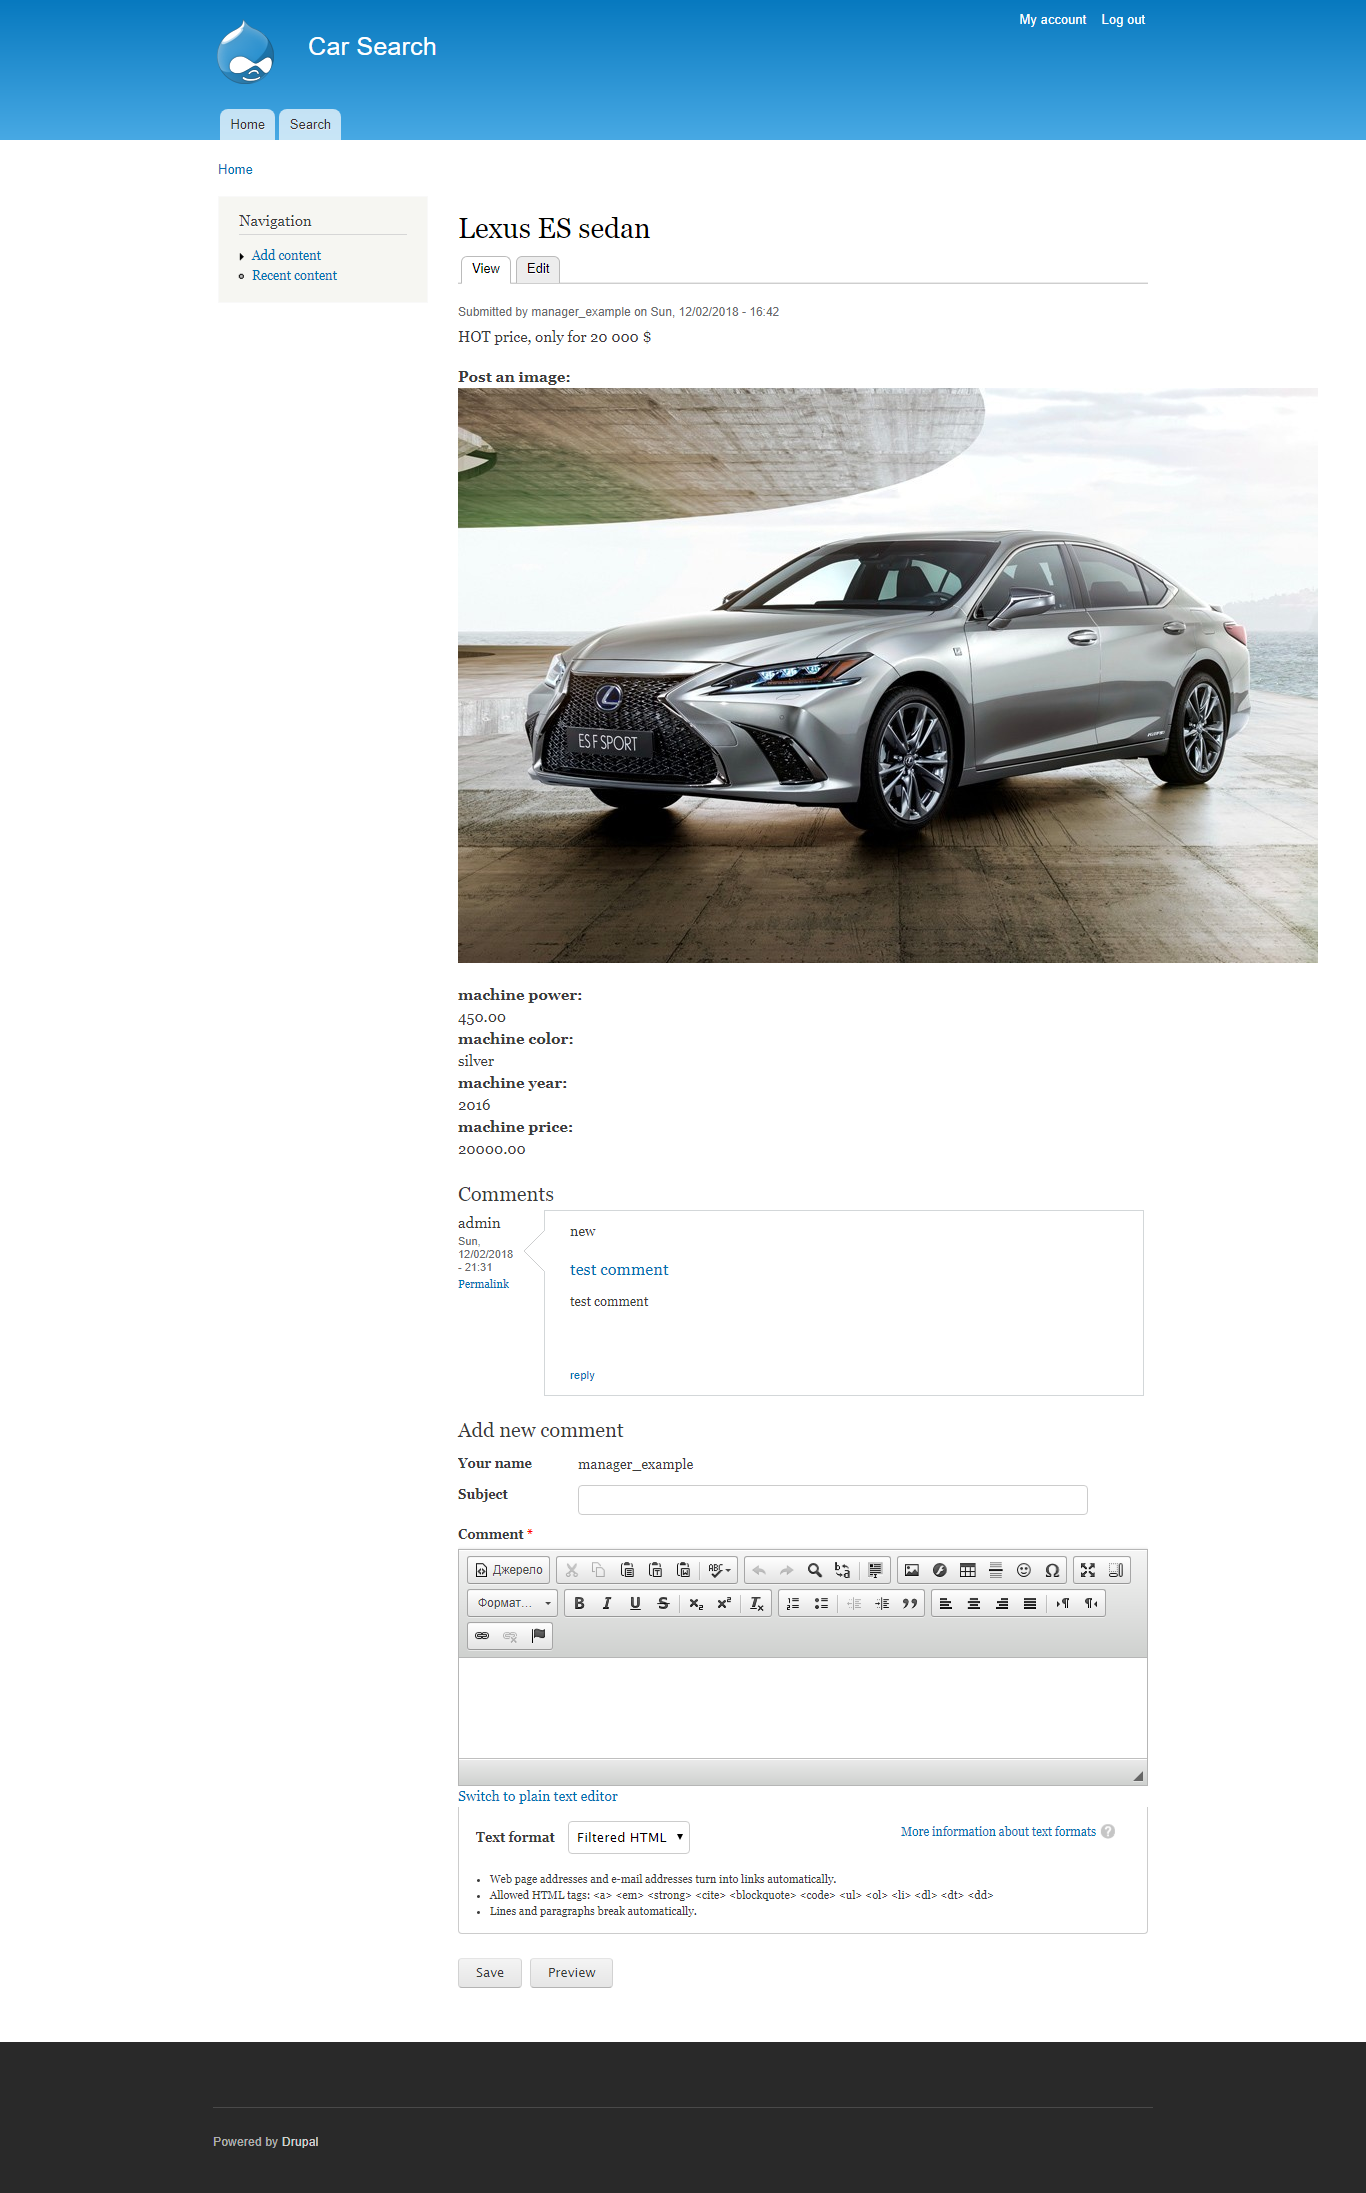 My account Log out
Car Search
Home Search
Home
Navigation
Add content
Recent content
Lexus ES sedan
View Edit
Submitted by manager_example on Sun, 12/02/2018 - 16:42
HOT price, only for 20 000 $
Post an image:
ES F SPORT
machine power:
450.00
machine color:
silver
machine year:
2016
machine price:
20000.00
Comments
admin
Sun,
12/02/2018
- 21:31
Permalink
new
test comment
test comment
reply
Add new comment
Your name manager_example
Subject
Comment *
Джерело
Формат...
Switch to plain text editor
Text format Filtered HTML More information about text formats
Web page addresses and e-mail addresses turn into links automatically.
Allowed HTML tags: <a> <em> <strong> <cite> <blockquote> <code> <ul> <ol> <li> <dl> <dt> <dd>
Lines and paragraphs break automatically.
Save Preview
Powered by Drupal